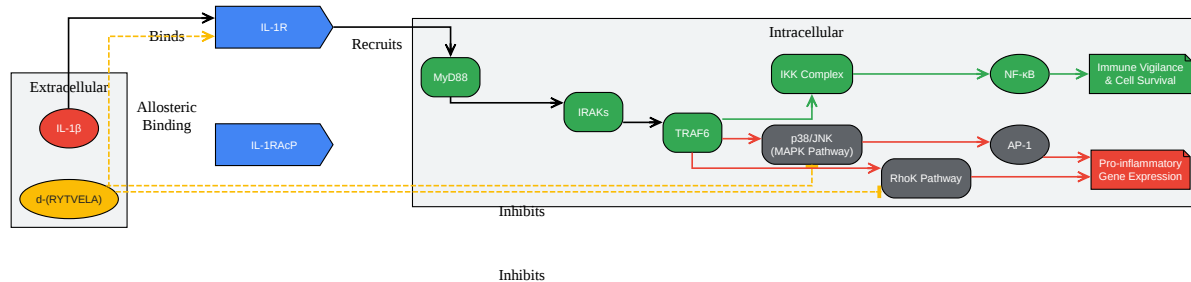 IL-1R
Binds
Recruits
Intracellular
Extracellular
MyD88
IKK Complex
NF-κB
Immune Vigilance
& Cell Survival
Allosteric
Binding
IL-1β
IRAKs
TRAF6
IL-1RAcP
p38/JNK
(MAPK Pathway)
AP-1
RhoK Pathway
Pro-inflammatory
Gene Expression
d-(RYTVELA)
Inhibits
Inhibits